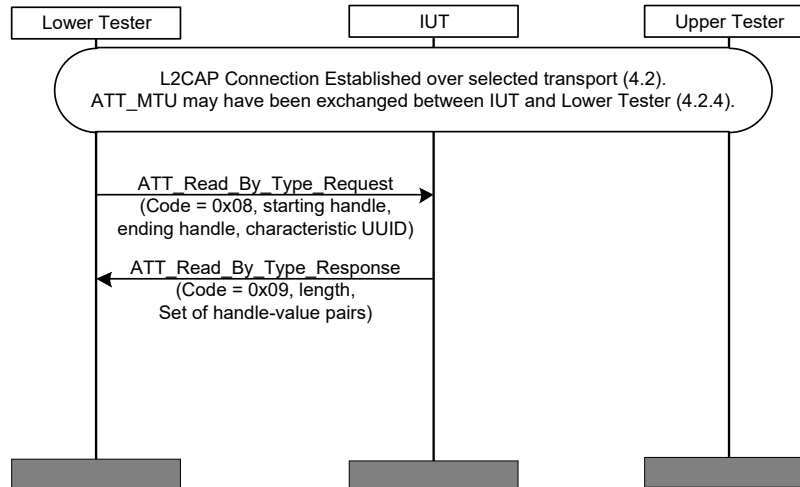 Lower Tester
IUT
Upper Tester
L2CAP Connection Established over selected transport (4.2).
ATT_MTU may have been exchanged between IUT and Lower Tester (4.2.4).
ATT_Read_By_Type_Request
(Code = 0x08, starting handle,
ending handle, characteristic UUID)
ATT_Read_By_Type_Response
(Code = 0x09, length,
Set of handle-value pairs)